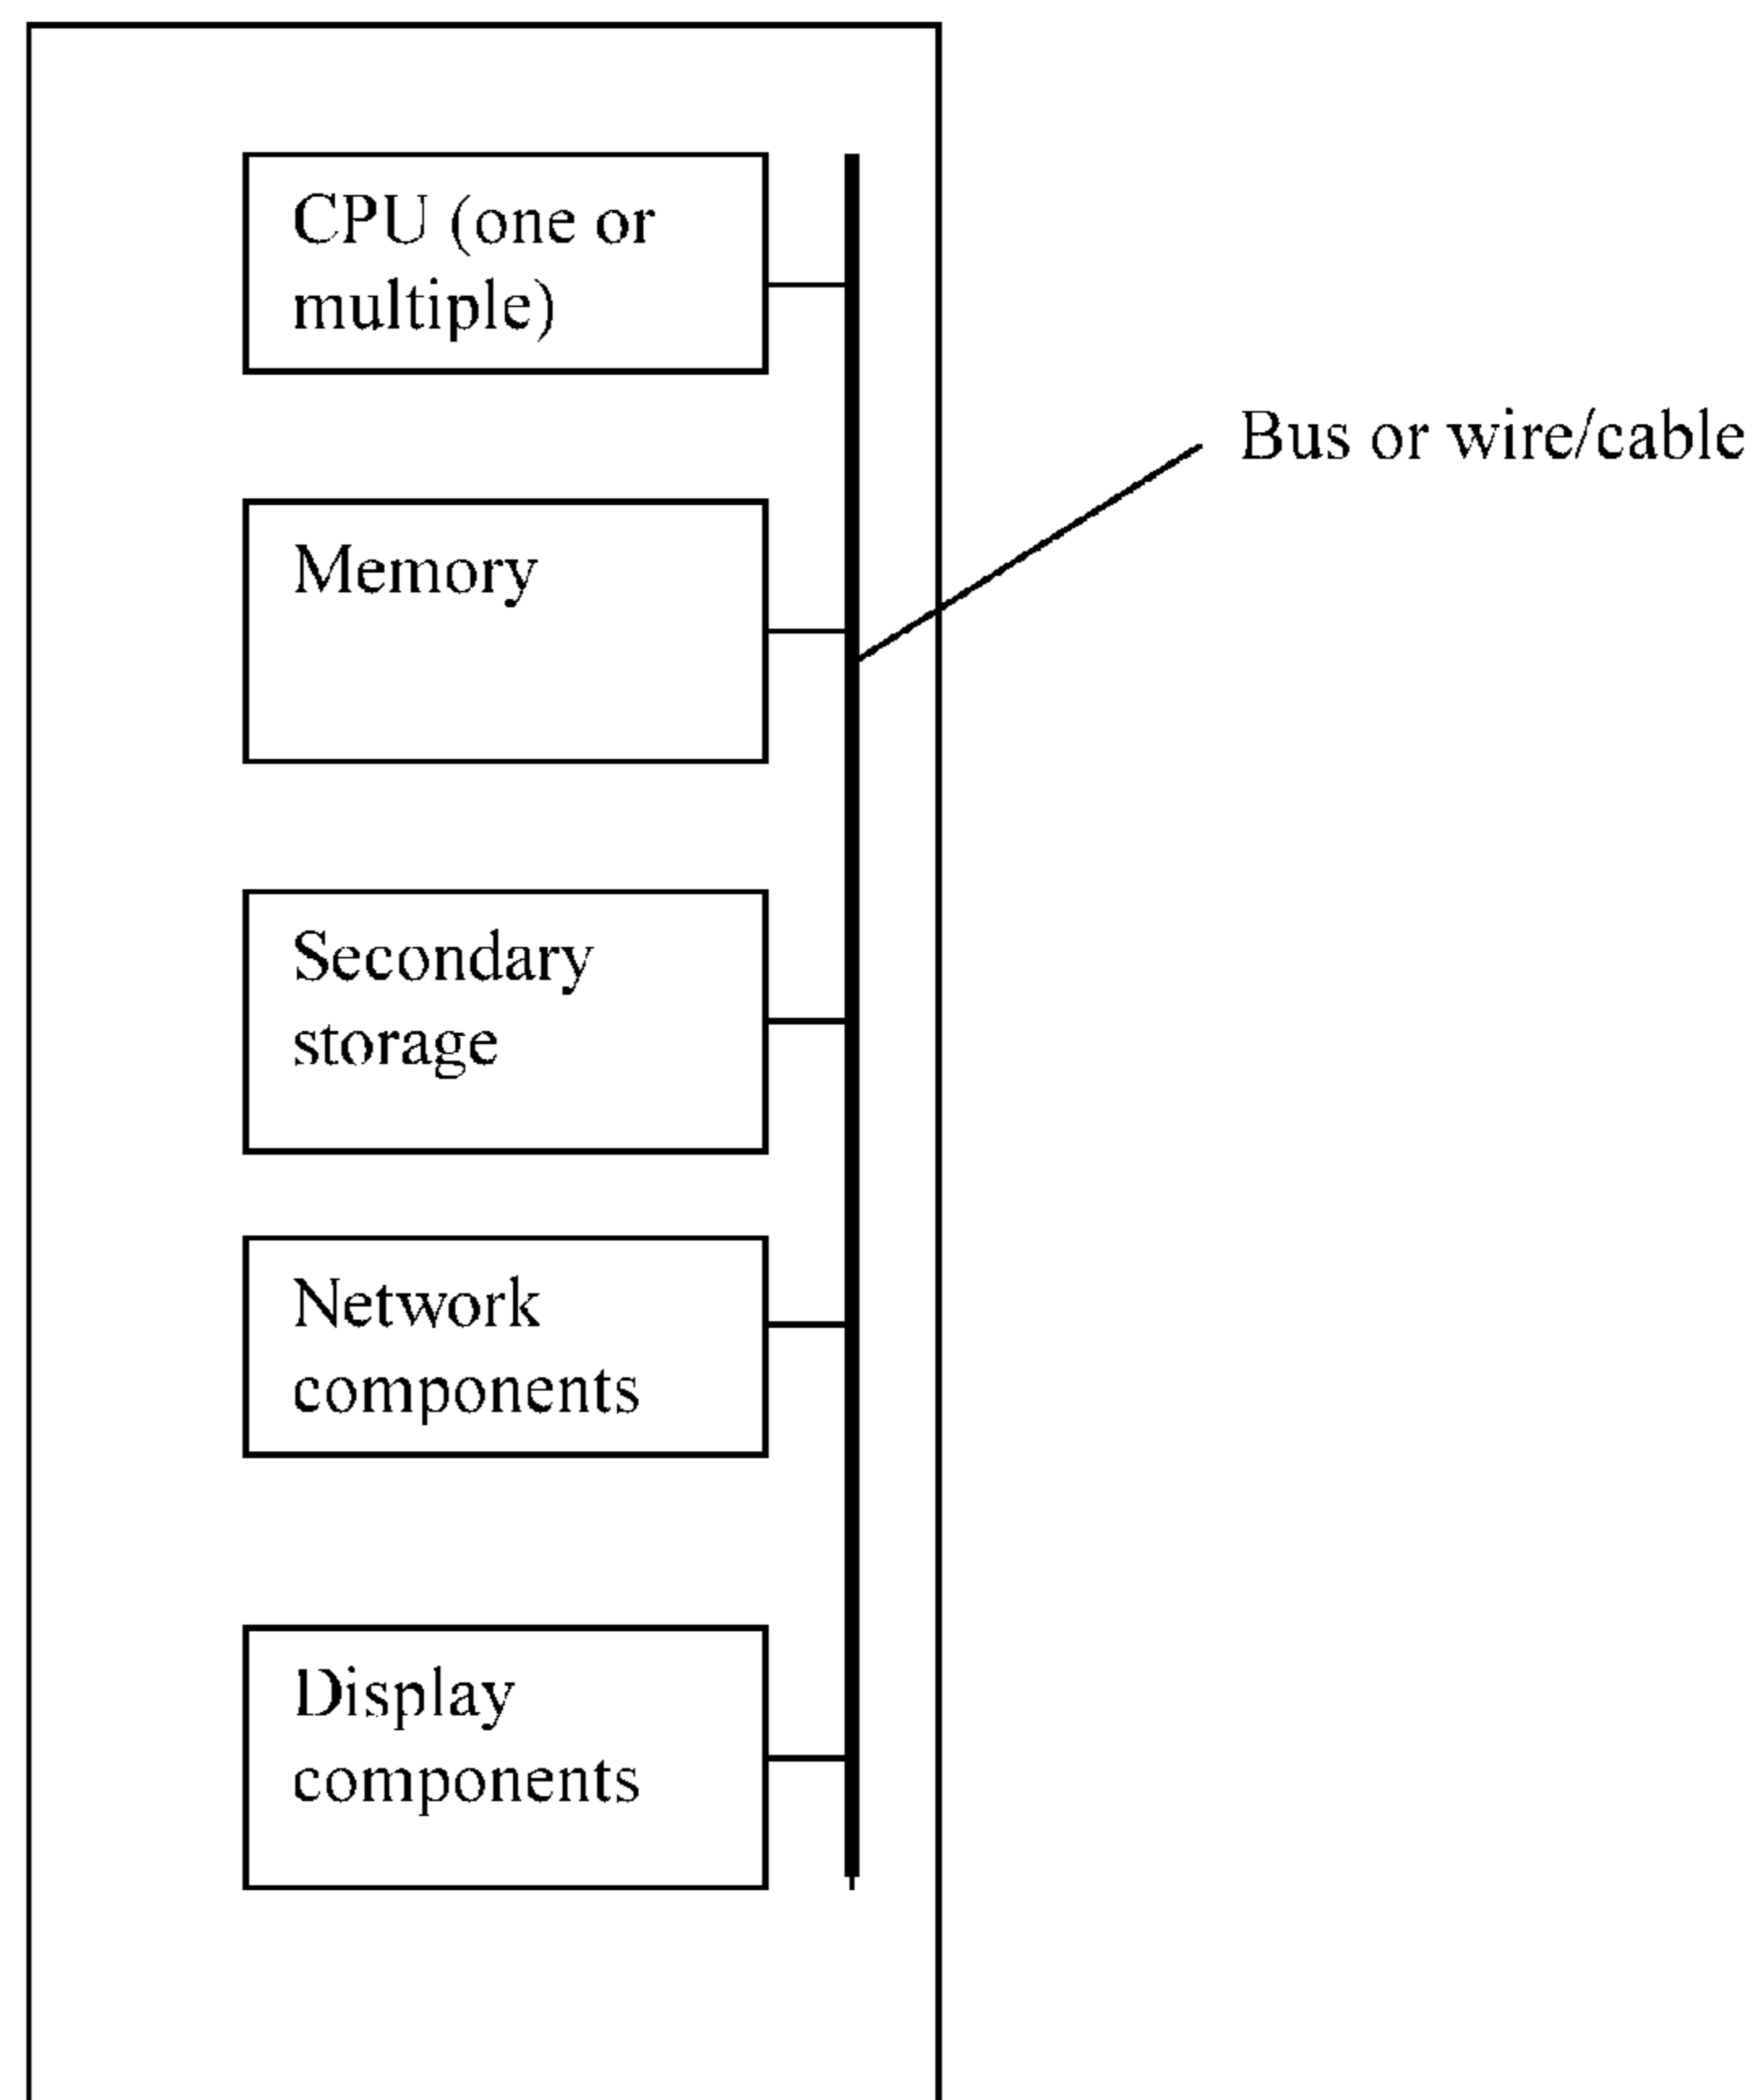 CPU (one or
multiple)
Bus or wire/cable
Memory
Secondary
storage
Network
components
Display
components